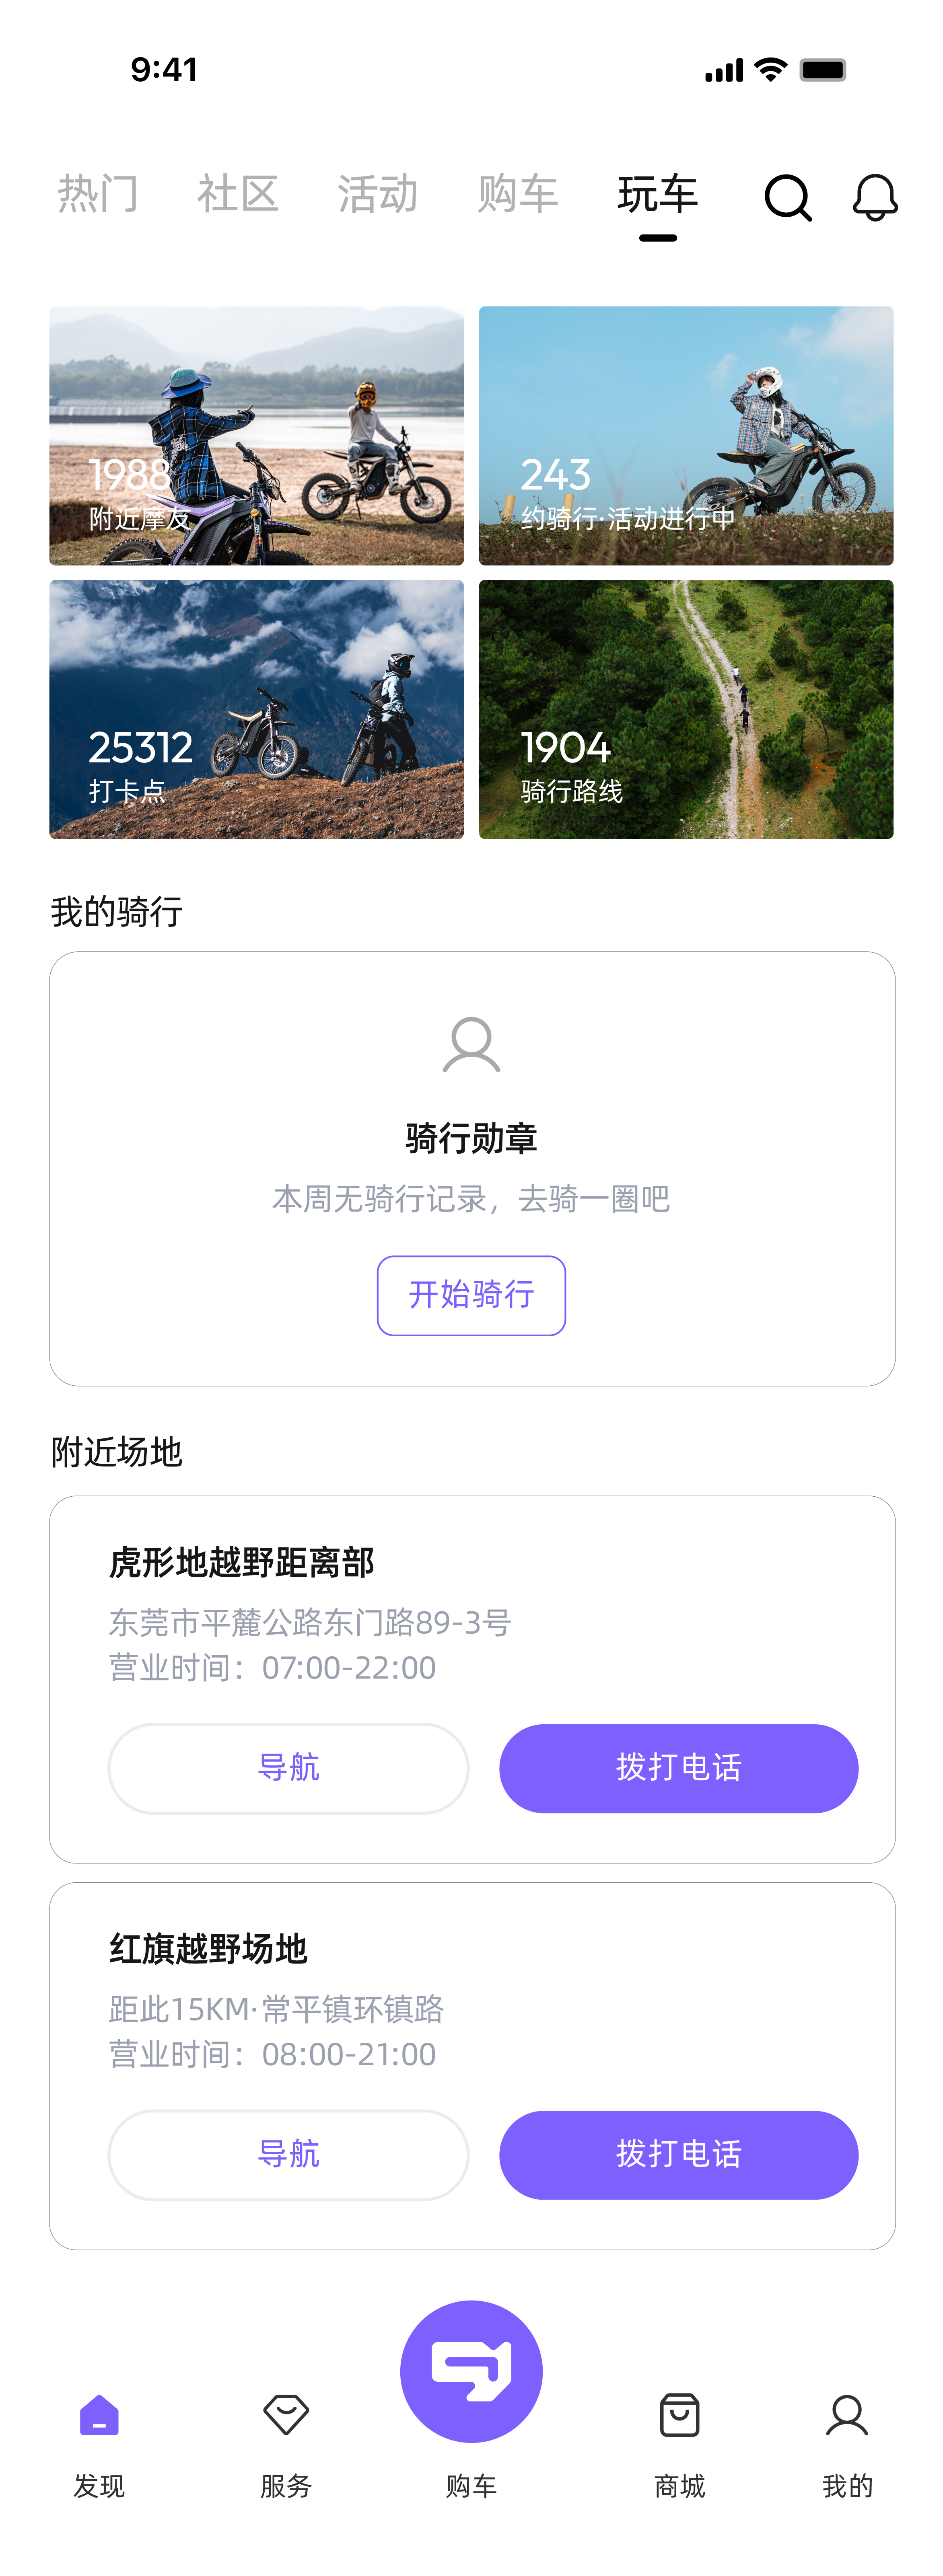 9:41
热门 社区 活动 购车 玩车
1988
附近摩友
243
约骑行·活动进行中
25312
打卡点
1904
骑行路线
我的骑行
骑行勋章
本周无骑行记录，去骑一圈吧
开始骑行
附近场地
虎形地越野距离部
东莞市平麓公路东门路89-3号
营业时间：07:00-22:00
导航 拨打电话
红旗越野场地
距此15KM·常平镇环镇路
营业时间：08:00-21:00
导航 拨打电话
发现 服务 购车 商城 我的